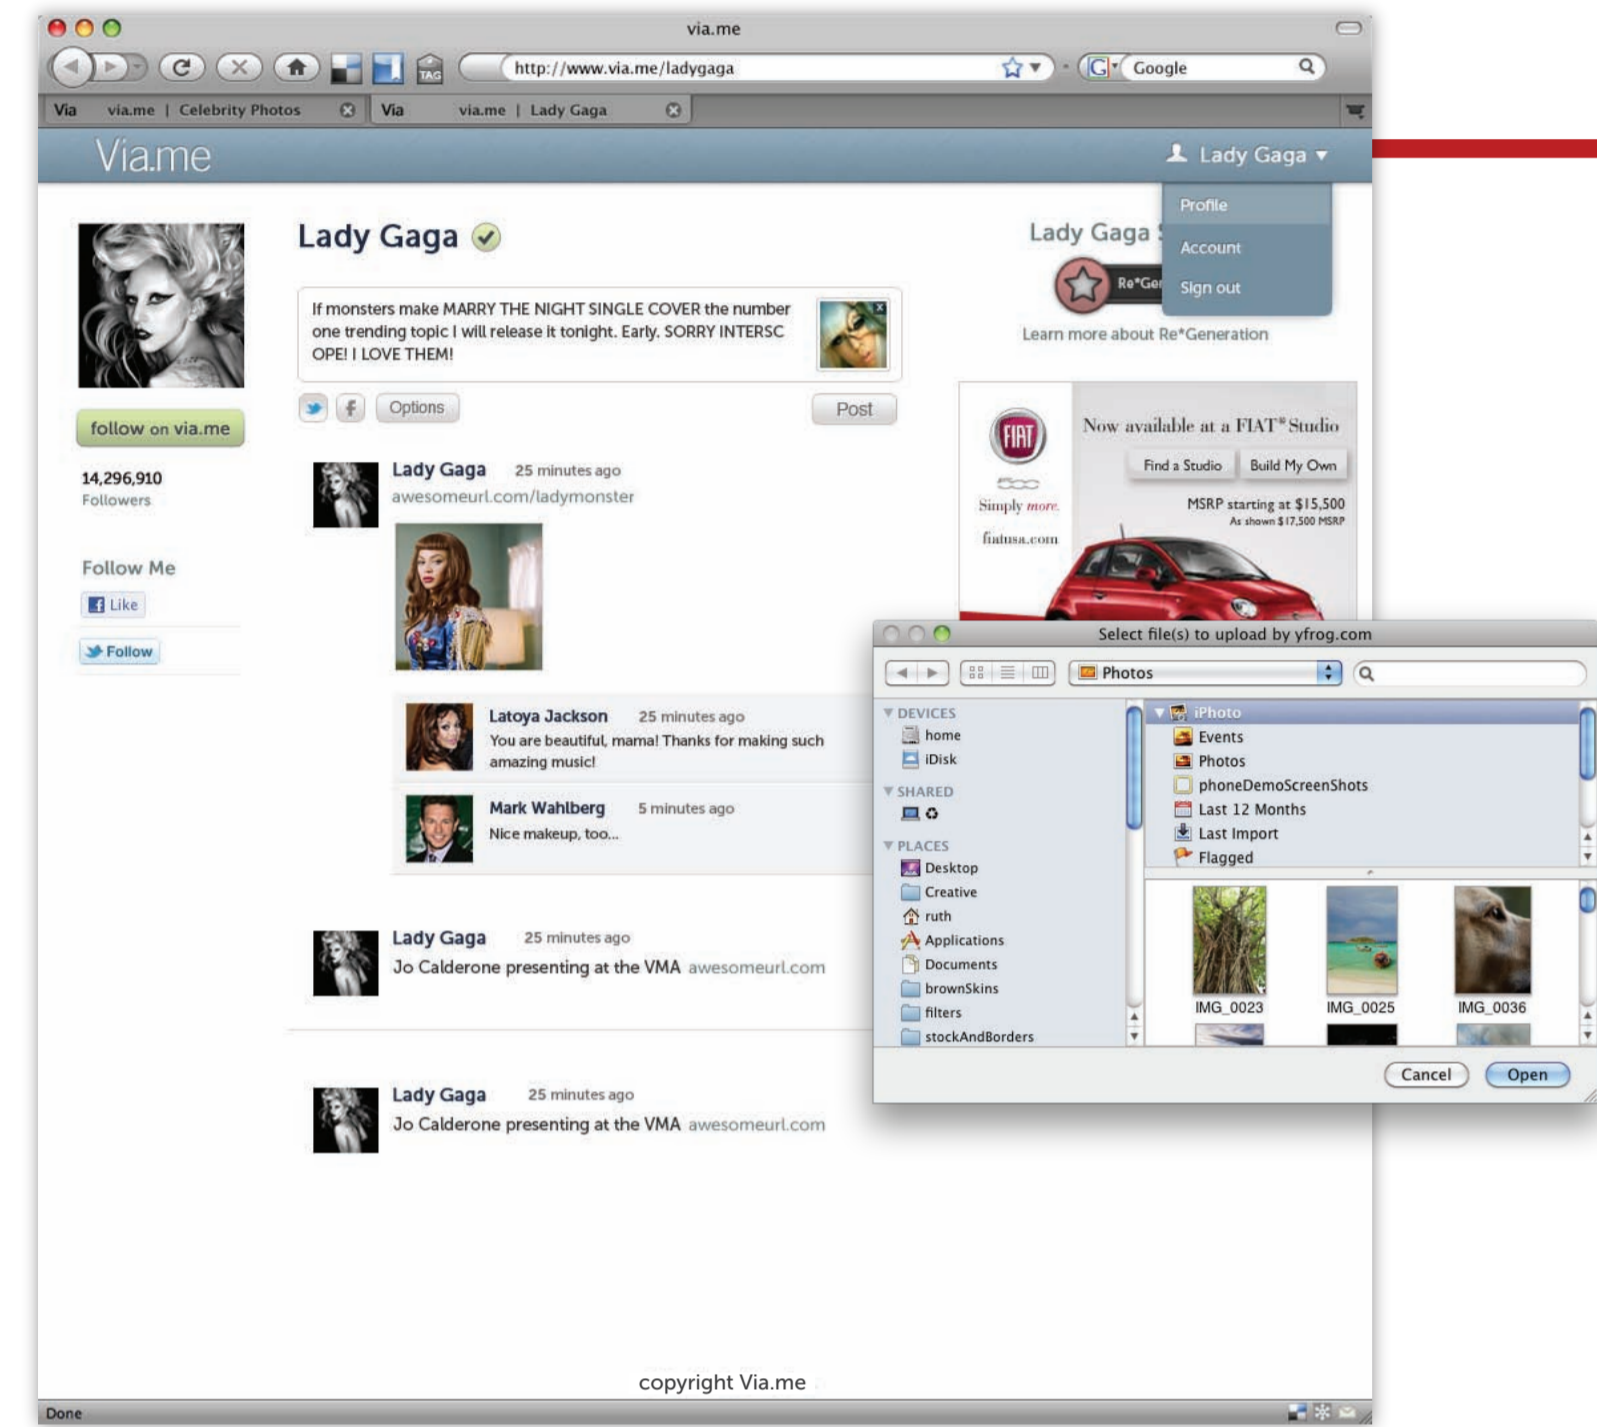 via.me
TAG
http://www.via.me/ladygaga
Google
Via via.me | Celebrity Photos
Via via.me | Lady Gaga
Via.me
Lady Gaga
Profile
Account
Sign out
follow on via.me
14,296,910
Followers
Follow Me
Like
Follow
Lady Gaga
If monsters make MARRY THE NIGHT SINGLE COVER the number
one trending topic I will release it tonight. Early. SORRY INTERSC
OPE! I LOVE THEM!
Options
Post
Lady Gaga 25 minutes ago
awesomeurl.com/ladymonster
Latoya Jackson 25 minutes ago
You are beautiful, mama! Thanks for making such
amazing music!
Mark Wahlberg 5 minutes ago
Nice makeup, too...
Lady Gaga 25 minutes ago
Jo Calderone presenting at the VMA awesomeurl.com
Lady Gaga 25 minutes ago
Jo Calderone presenting at the VMA awesomeurl.com
Lady Gaga
Learn more about Re*Generation
FIAT
500
Simply more.
fiatusa.com
Now available at a FIAT® Studio
Find a Studio Build My Own
MSRP starting at $15,500
As shown $17,500 MSRP
Select file(s) to upload by yfrog.com
Photos
DEVICES
home
iDisk
SHARED
PLACES
Desktop
Creative
ruth
Applications
Documents
brownSkins
filters
stockAndBorders
iPhoto
Events
Photos
phoneDemoScreenShots
Last 12 Months
Last Import
Flagged
IMG_0023 IMG_0025 IMG_0036
Cancel Open
copyright Via.me
Done